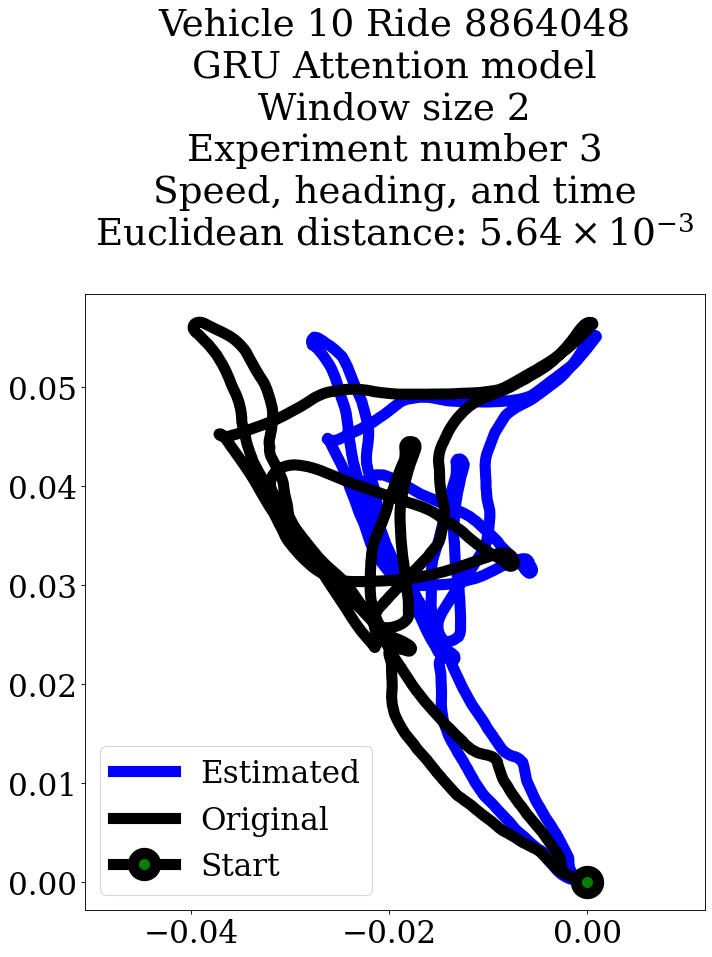 Vehicle 10 Ride 8864048
GRU Attention model
Window size 2
Experiment number 3
Speed, heading, and time
Euclidean distance: 5.64 × 10⁻³
0.05
0.04
0.03
0.02
0.01
0.00
Estimated
Original
Start
−0.04
−0.02
0.00